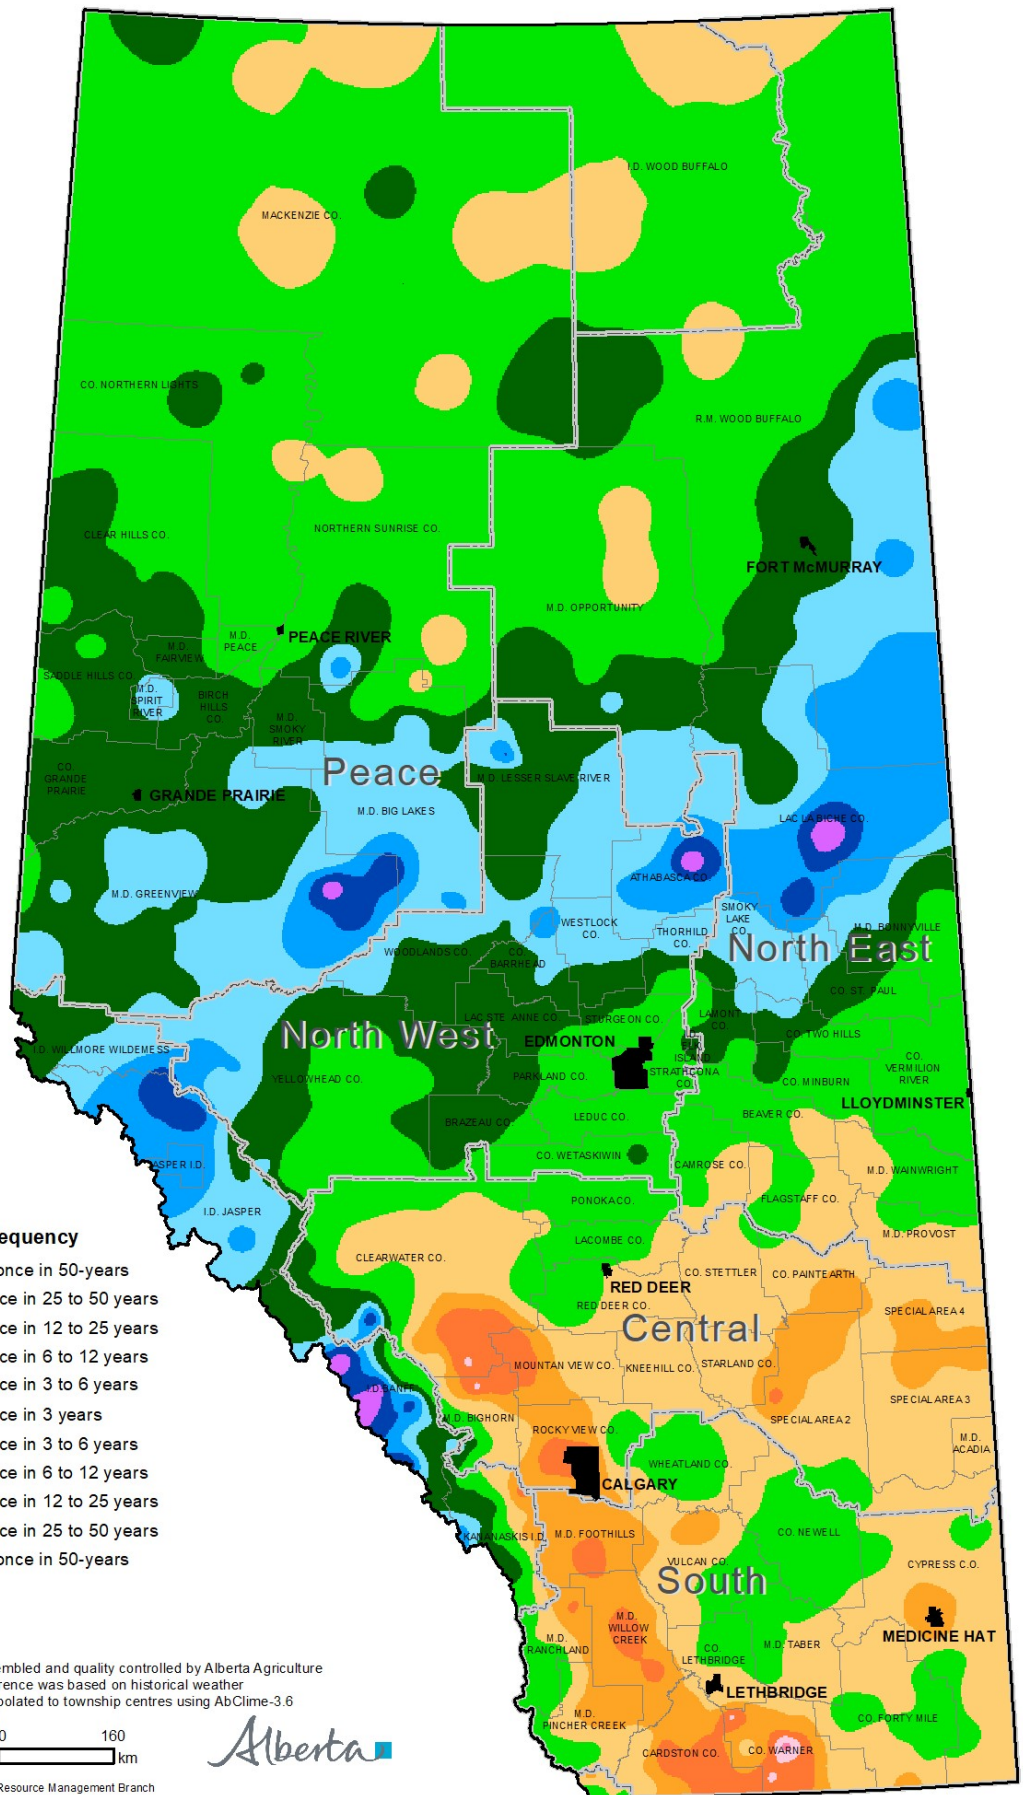 I.D. WOOD BUFFALO
MACKENZIE CO.
CO. NORTHERN LIGHTS
R.M. WOOD BUFFALO
NORTHERN SUNRISE CO.
CLEAR HILLS CO.
FORT McMURRAY
M.D. OPPORTUNITY
M.D.
PEACE
PEACE RIVER
M.D.
FAIRVIEW
SADDLE HILLS CO.
M.D.
SPIRIT
RIVER
BIRCH
HILLS
CO.
M.D.
SMOKY
RIVER
CO.
GRANDE
PRAIRIE
Peace
M.D. LESSER SLAVE RIVER
GRANDE PRAIRIE
M.D. BIG LAKES
LAC LA BICHE CO.
ATHABASCA CO.
M.D. GREENVIEW
SMOKY
LAKE
CO.
WESTLOCK
CO.
THORHILD
CO.
M.D. BONNYVILLE
North East
WOODLANDS CO.
CO.
BARRHEAD
CO. ST. PAUL
LAC STE. ANNE CO.
STURGEON CO.
LAMONT
CO.
North West
EDMONTON
CO. TWO HILLS
I.D.
ELK
ISLAND
I.D. WILLMORE WILDERNESS
YELLOWHEAD CO.
PARKLAND CO.
STRATHCONA
CO.
CO. MINBURN
CO.
VERMILION
RIVER
LLOYDMINSTER
BRAZEAU CO.
LEDUC CO.
BEAVER CO.
CO. WETASKIWIN
CAMROSE CO.
M.D. WAINWRIGHT
JASPER I.D.
PONOKA CO.
FLAGSTAFF CO.
I.D. JASPER
LACOMBE CO.
M.D. PROVOST
CLEARWATER CO.
CO. STETTLER
CO. PAINTEARTH
RED DEER
RED DEER CO.
SPECIAL AREA 4
Central
MOUNTAIN VIEW CO.
KNEEHILL CO.
STARLAND CO.
I.D. BANFF
SPECIAL AREA 3
M.D. BIGHORN
SPECIAL AREA 2
ROCKY VIEW CO.
M.D.
ACADIA
WHEATLAND CO.
CALGARY
KANANASKIS I.D.
M.D. FOOTHILLS
CO. NEWELL
VULCAN CO.
CYPRESS C.O.
South
M.D.
WILLOW
CREEK
MEDICINE HAT
M.D.
RANCHLAND
CO.
LETHBRIDGE
M.D. TABER
LETHBRIDGE
M.D.
PINCHER CREEK
CO. FORTY MILE
CARDSTON CO.
CO. WARNER
equency
once in 50-years
ce in 25 to 50 years
ce in 12 to 25 years
ce in 6 to 12 years
ce in 3 to 6 years
ce in 3 years
ce in 3 to 6 years
ce in 6 to 12 years
ce in 12 to 25 years
ce in 25 to 50 years
once in 50-years
embled and quality controlled by Alberta Agriculture
rence was based on historical weather
polated to township centres using AbClime-3.6
0 160
km
Alberta
Resource Management Branch